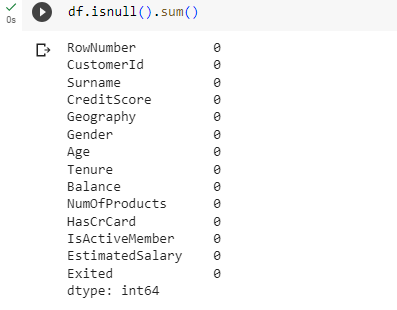 df.isnull().sum()
0s
RowNumber 0
CustomerId 0
Surname 0
CreditScore 0
Geography 0
Gender 0
Age 0
Tenure 0
Balance 0
NumOfProducts 0
HasCrCard 0
IsActiveMember 0
EstimatedSalary 0
Exited 0
dtype: int64